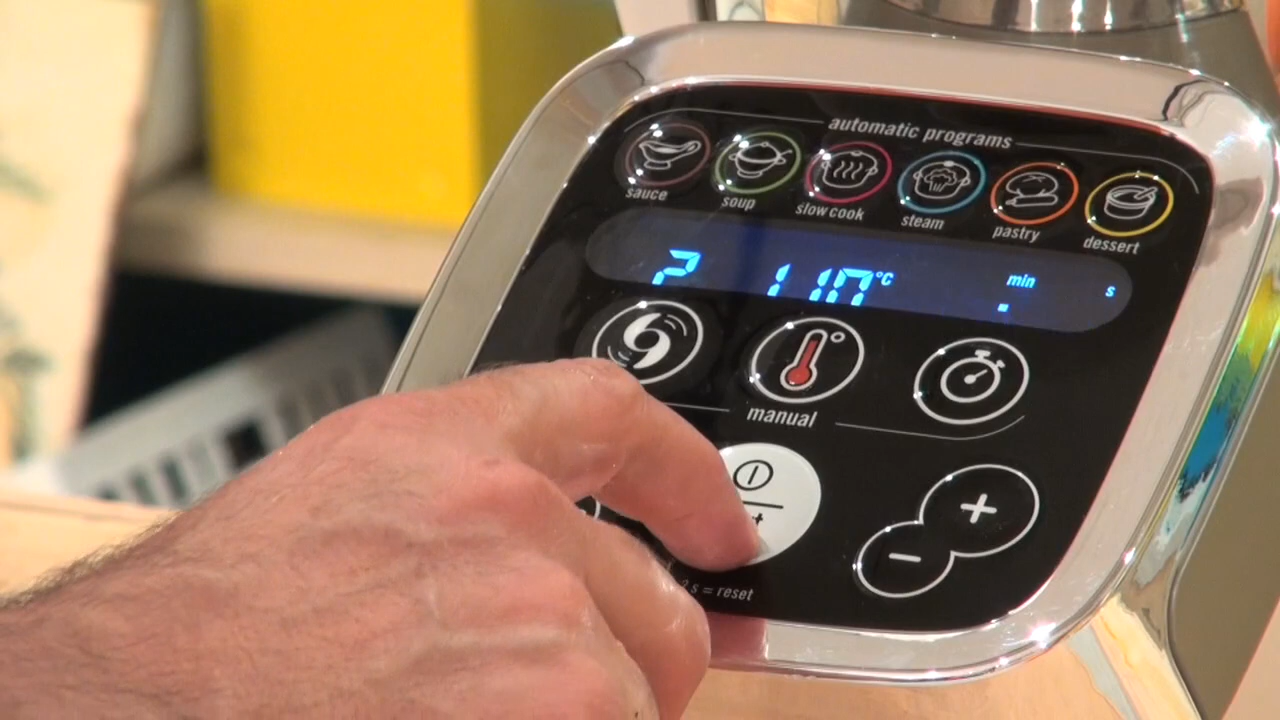 automatic programs
sauce soup slow cook steam pastry dessert
2 110 °C min s
manual
+
-
s = reset